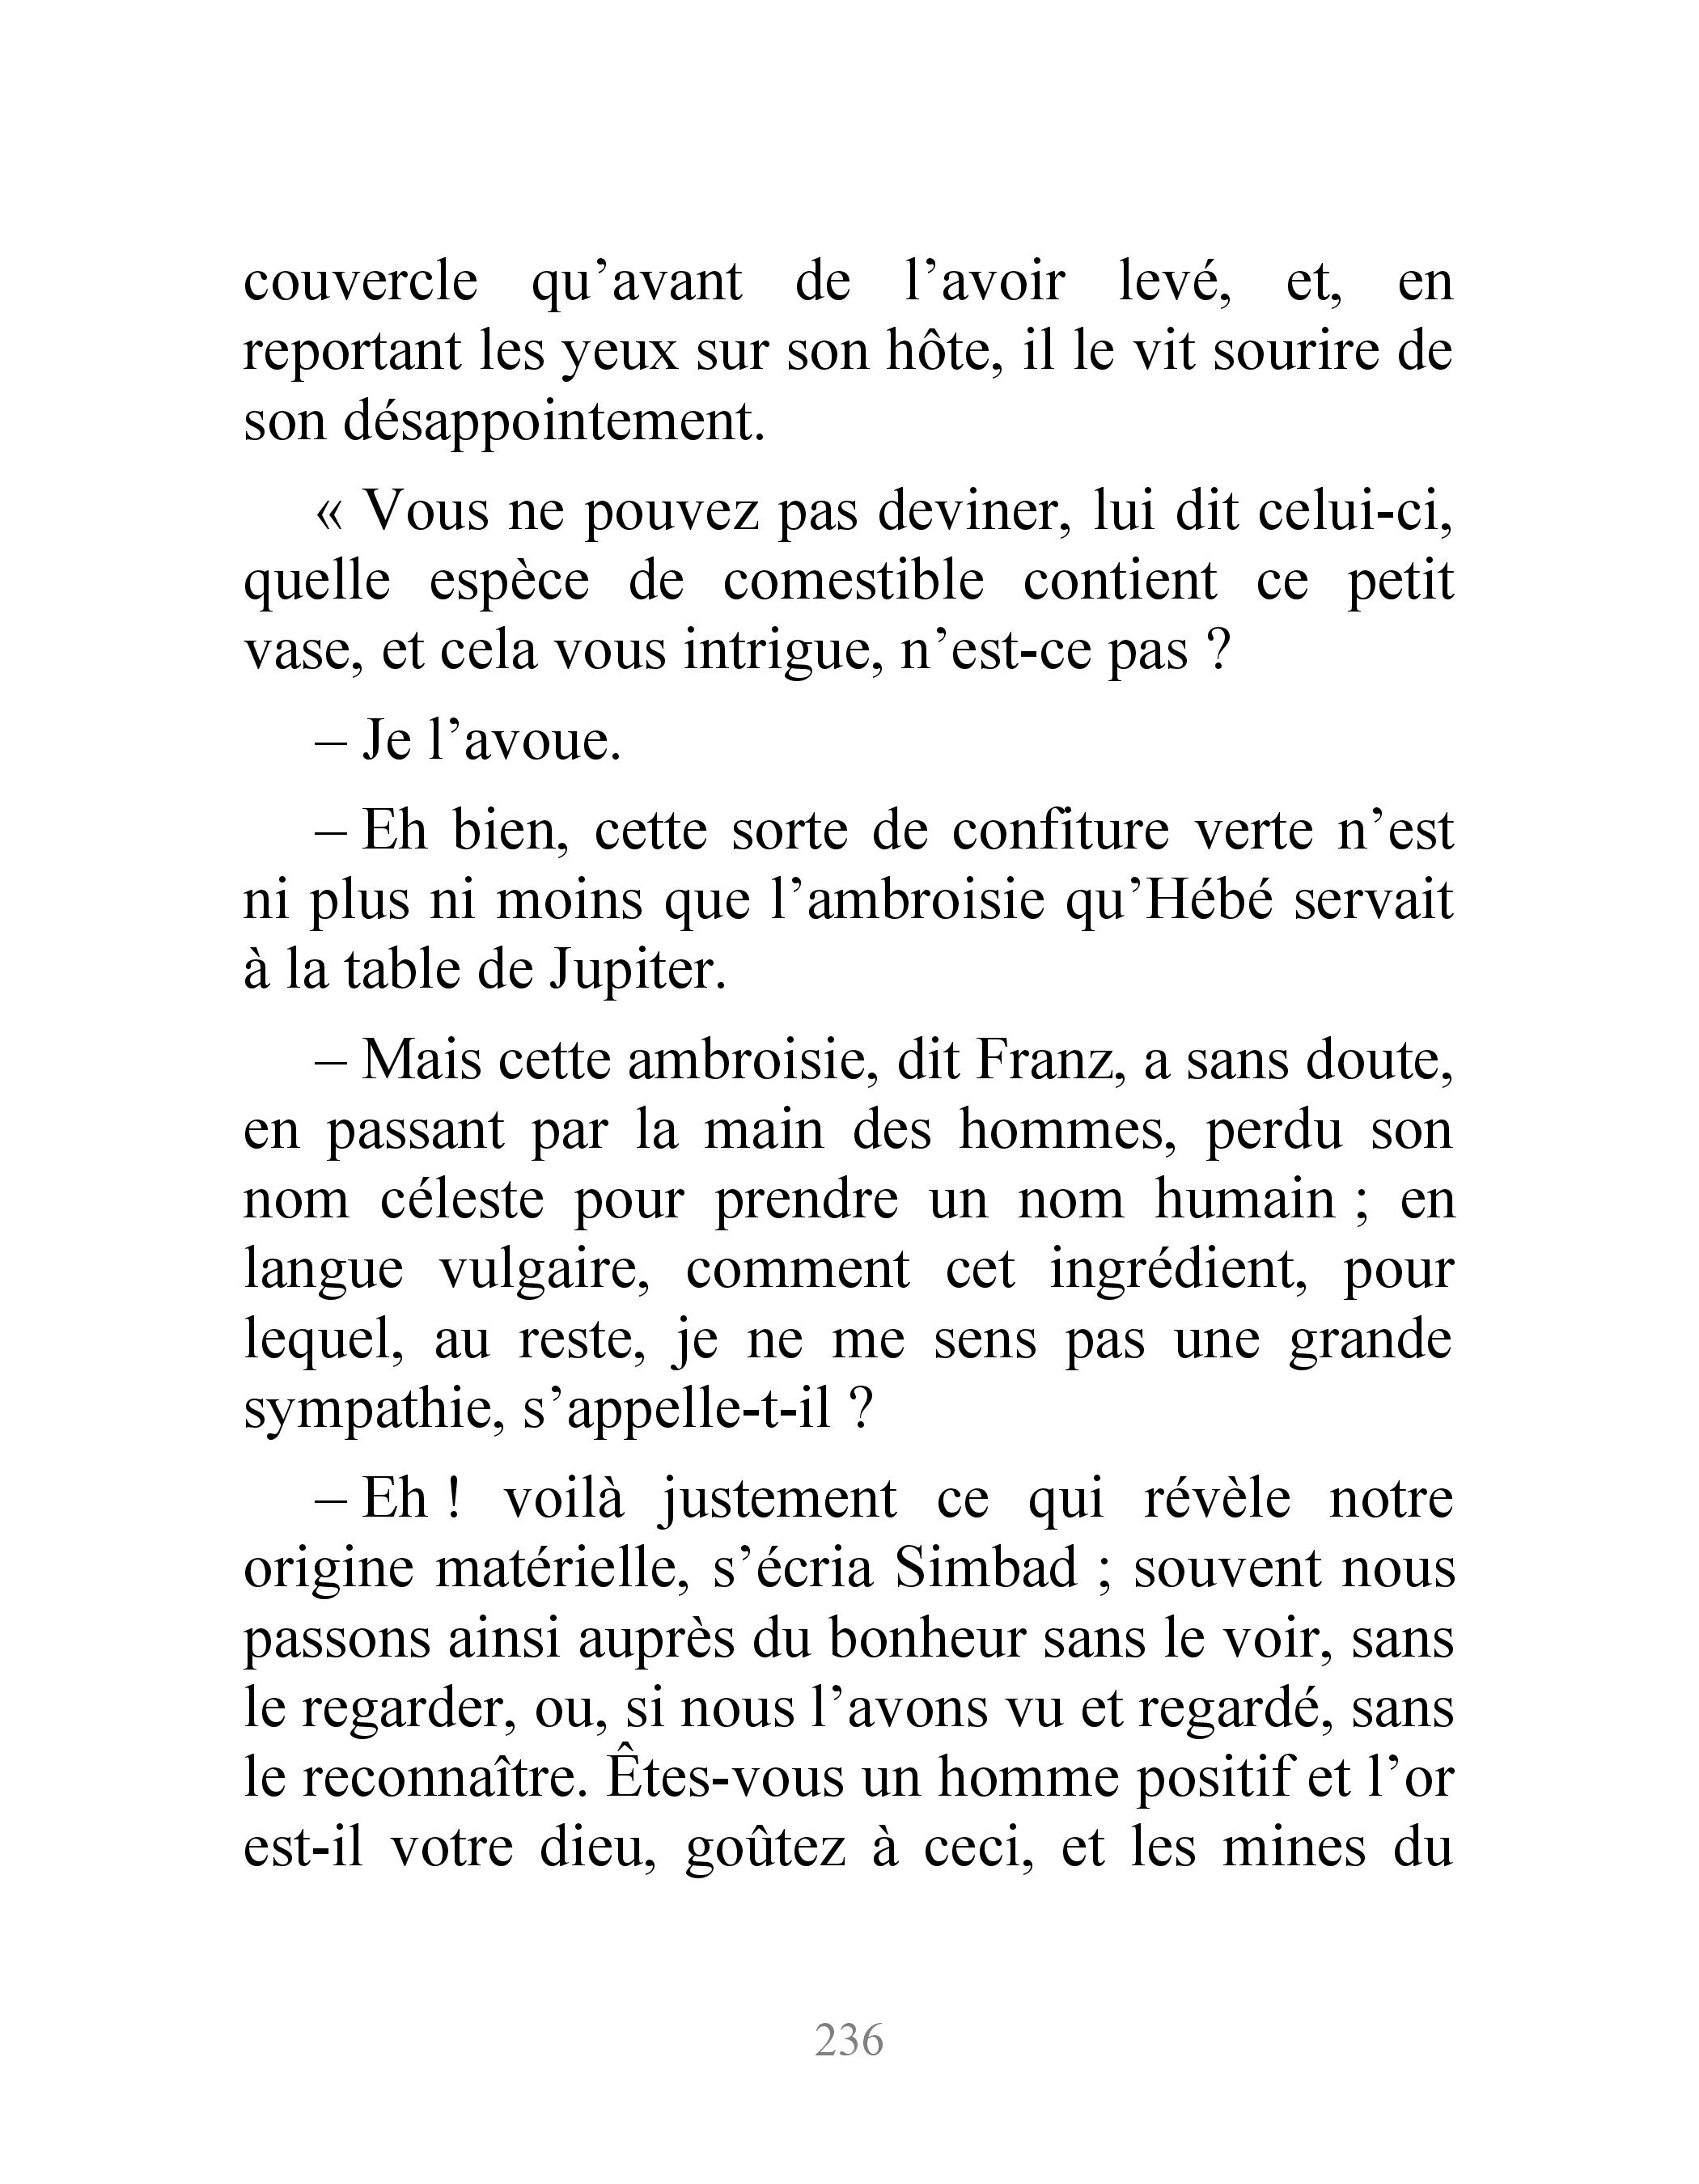 couvercle qu’avant de l’avoir levé, et, en
reportant les yeux sur son hôte, il le vit sourire de
son désappointement.
« Vous ne pouvez pas deviner, lui dit celui-ci,
quelle espèce de comestible contient ce petit
vase, et cela vous intrigue, n’est-ce pas ?
– Je l’avoue.
– Eh bien, cette sorte de confiture verte n’est
ni plus ni moins que l’ambroisie qu’Hébé servait
à la table de Jupiter.
– Mais cette ambroisie, dit Franz, a sans doute,
en passant par la main des hommes, perdu son
nom céleste pour prendre un nom humain ; en
langue vulgaire, comment cet ingrédient, pour
lequel, au reste, je ne me sens pas une grande
sympathie, s’appelle-t-il ?
– Eh ! voilà justement ce qui révèle notre
origine matérielle, s’écria Simbad ; souvent nous
passons ainsi auprès du bonheur sans le voir, sans
le regarder, ou, si nous l’avons vu et regardé, sans
le reconnaître. Êtes-vous un homme positif et l’or
est-il votre dieu, goûtez à ceci, et les mines du
236